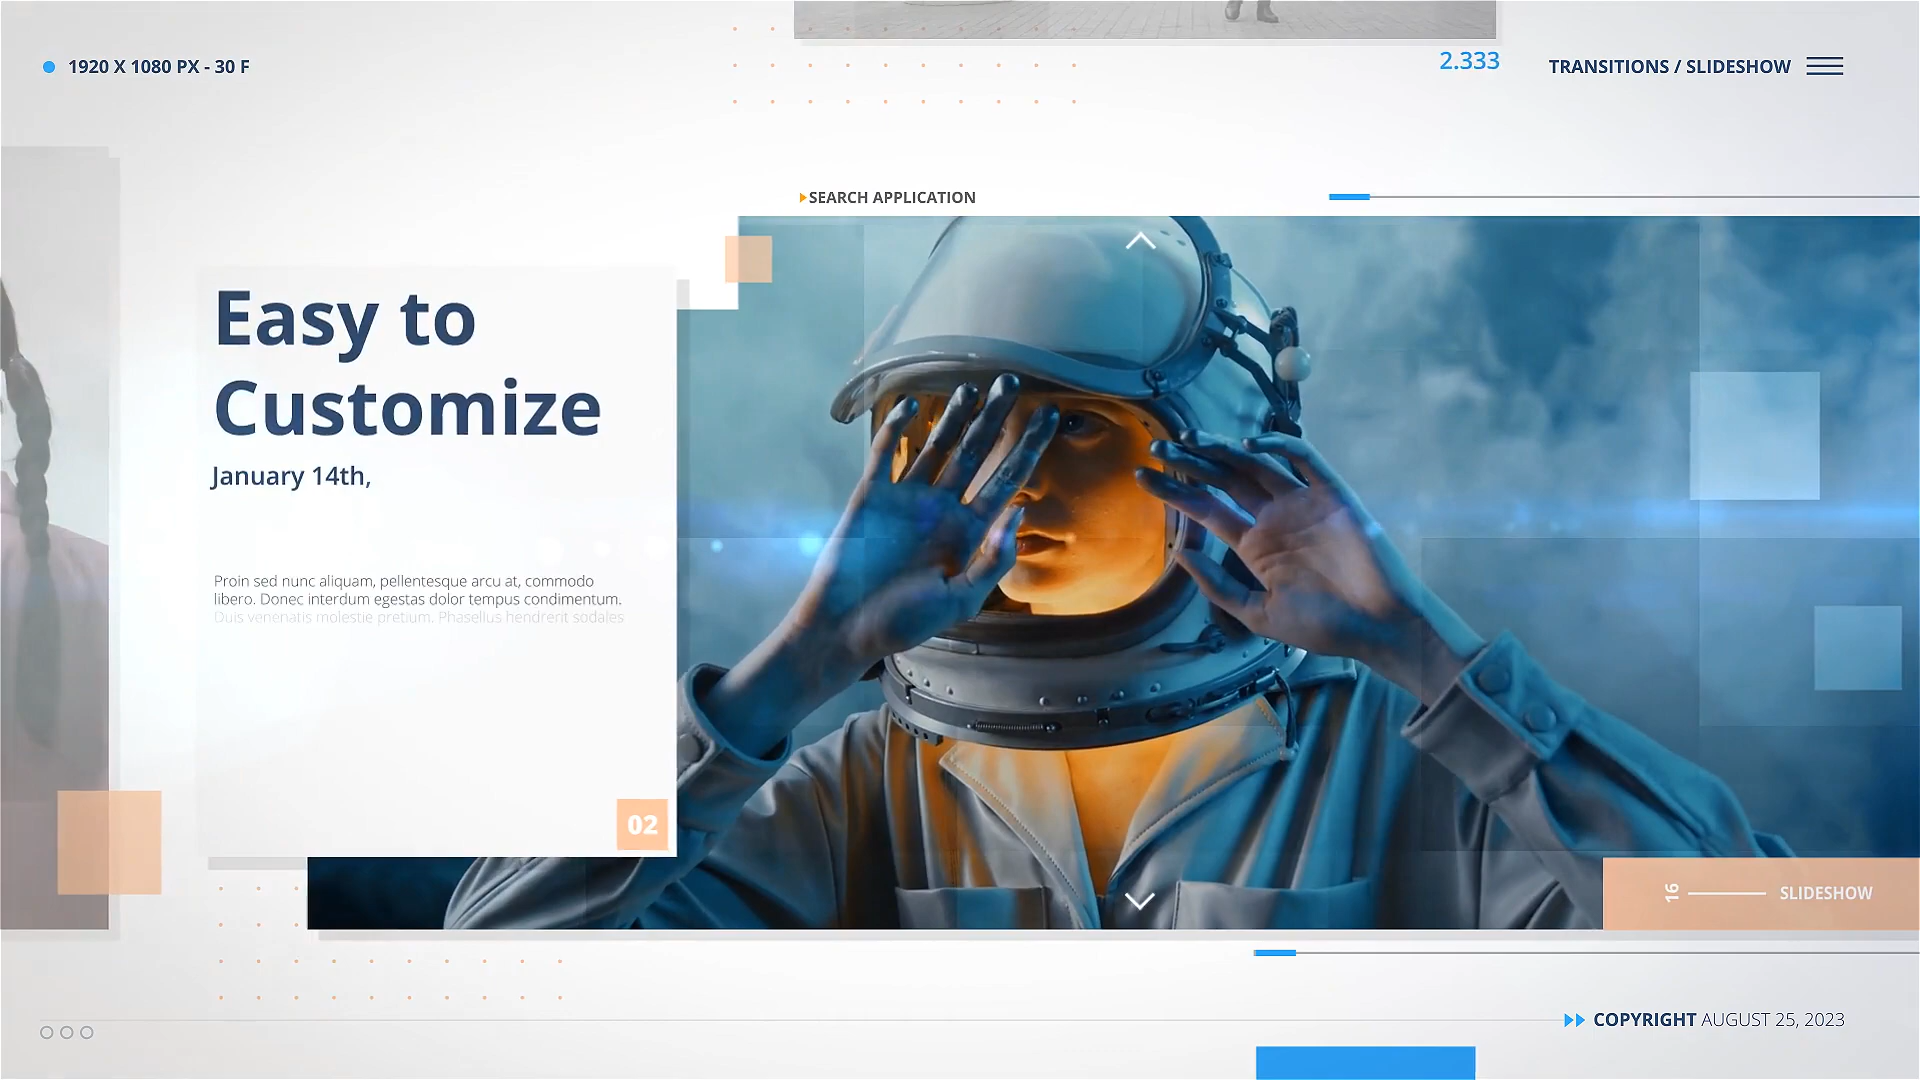 1920 X 1080 PX - 30 F
2.333
TRANSITIONS / SLIDESHOW
SEARCH APPLICATION
Easy to
Customize
January 14th,
Proin sed nunc aliquam, pellentesque arcu at, commodo
libero. Donec interdum egestas dolor tempus condimentum.
Duis venenatis molestie pretium. Phasellus hendrerit sodales
02
16
SLIDESHOW
COPYRIGHT AUGUST 25, 2023